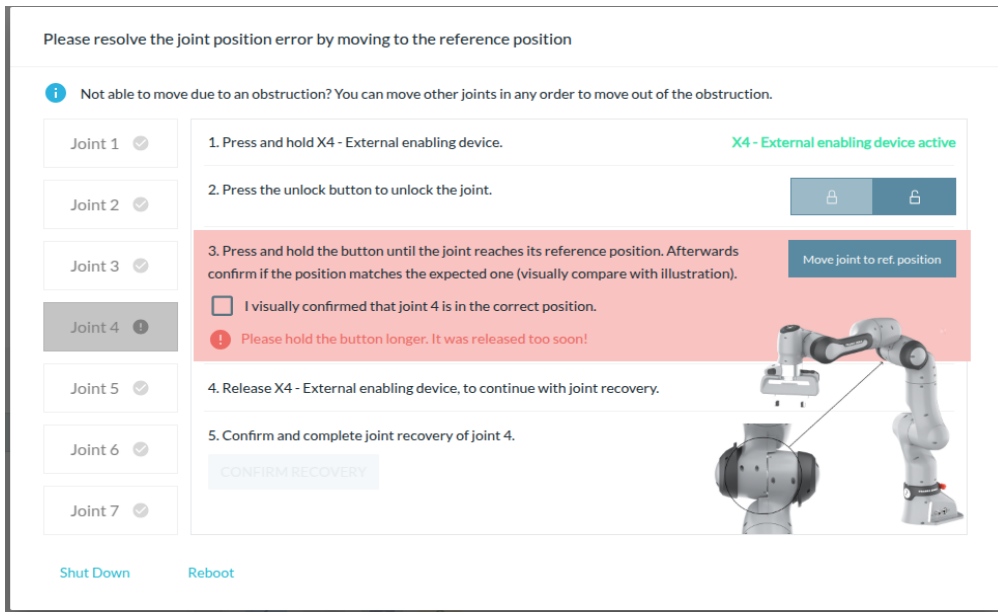 Please resolve the joint position error by moving to the reference position
Not able to move due to an obstruction? You can move other joints in any order to move out of the obstruction.
Joint 1
Joint 2
Joint 3
Joint 4
Joint 5
Joint 6
Joint 7
1. Press and hold X4 - External enabling device.
X4 - External enabling device active
2. Press the unlock button to unlock the joint.
3. Press and hold the button until the joint reaches its reference position. Afterwards
confirm if the position matches the expected one (visually compare with illustration).
Move joint to ref. position
I visually confirmed that joint 4 is in the correct position.
Please hold the button longer. It was released too soon!
4. Release X4 - External enabling device, to continue with joint recovery.
5. Confirm and complete joint recovery of joint 4.
CONFIRM RECOVERY
Shut Down
Reboot